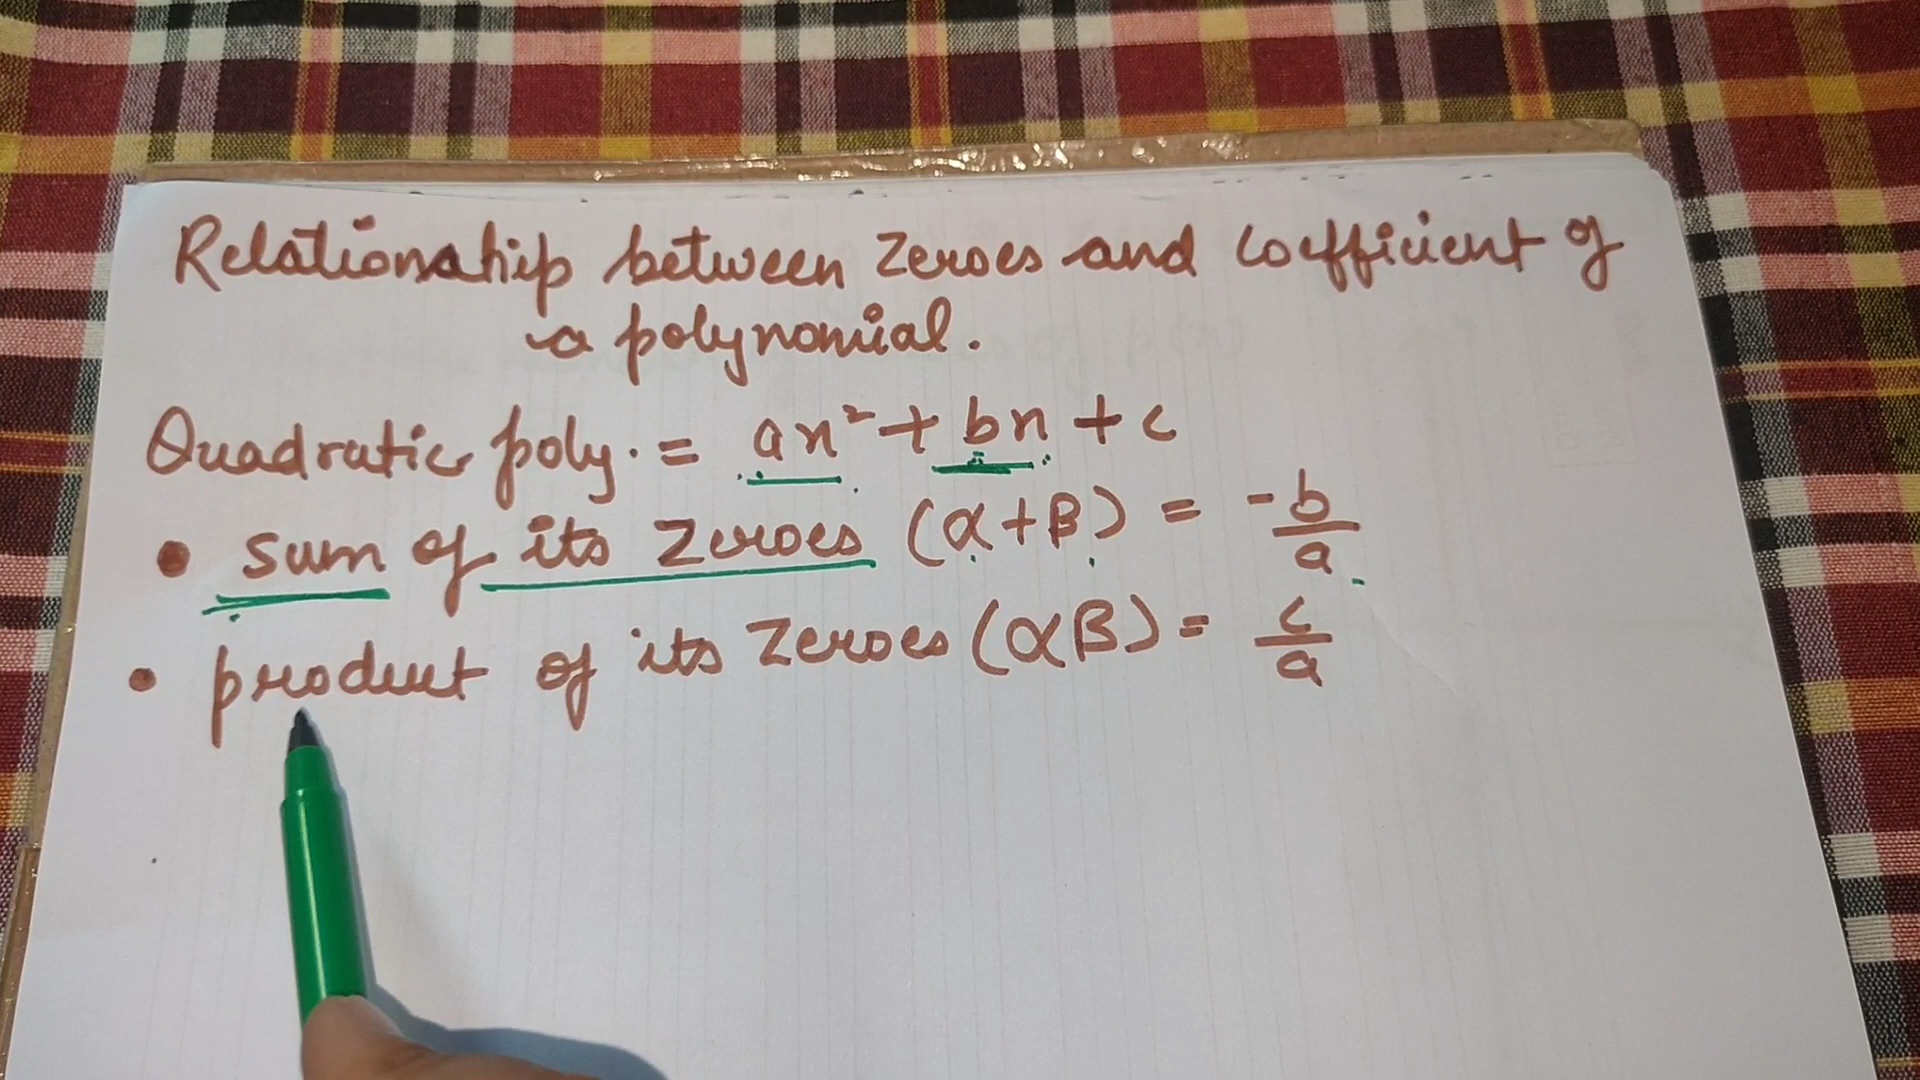 Relationship between zeroes and coefficient of
a polynomial.
Quadratic poly. = ax² + bx + c
• sum of its zeroes (α+β) = -b/a
• product of its zeroes (αβ) = c/a